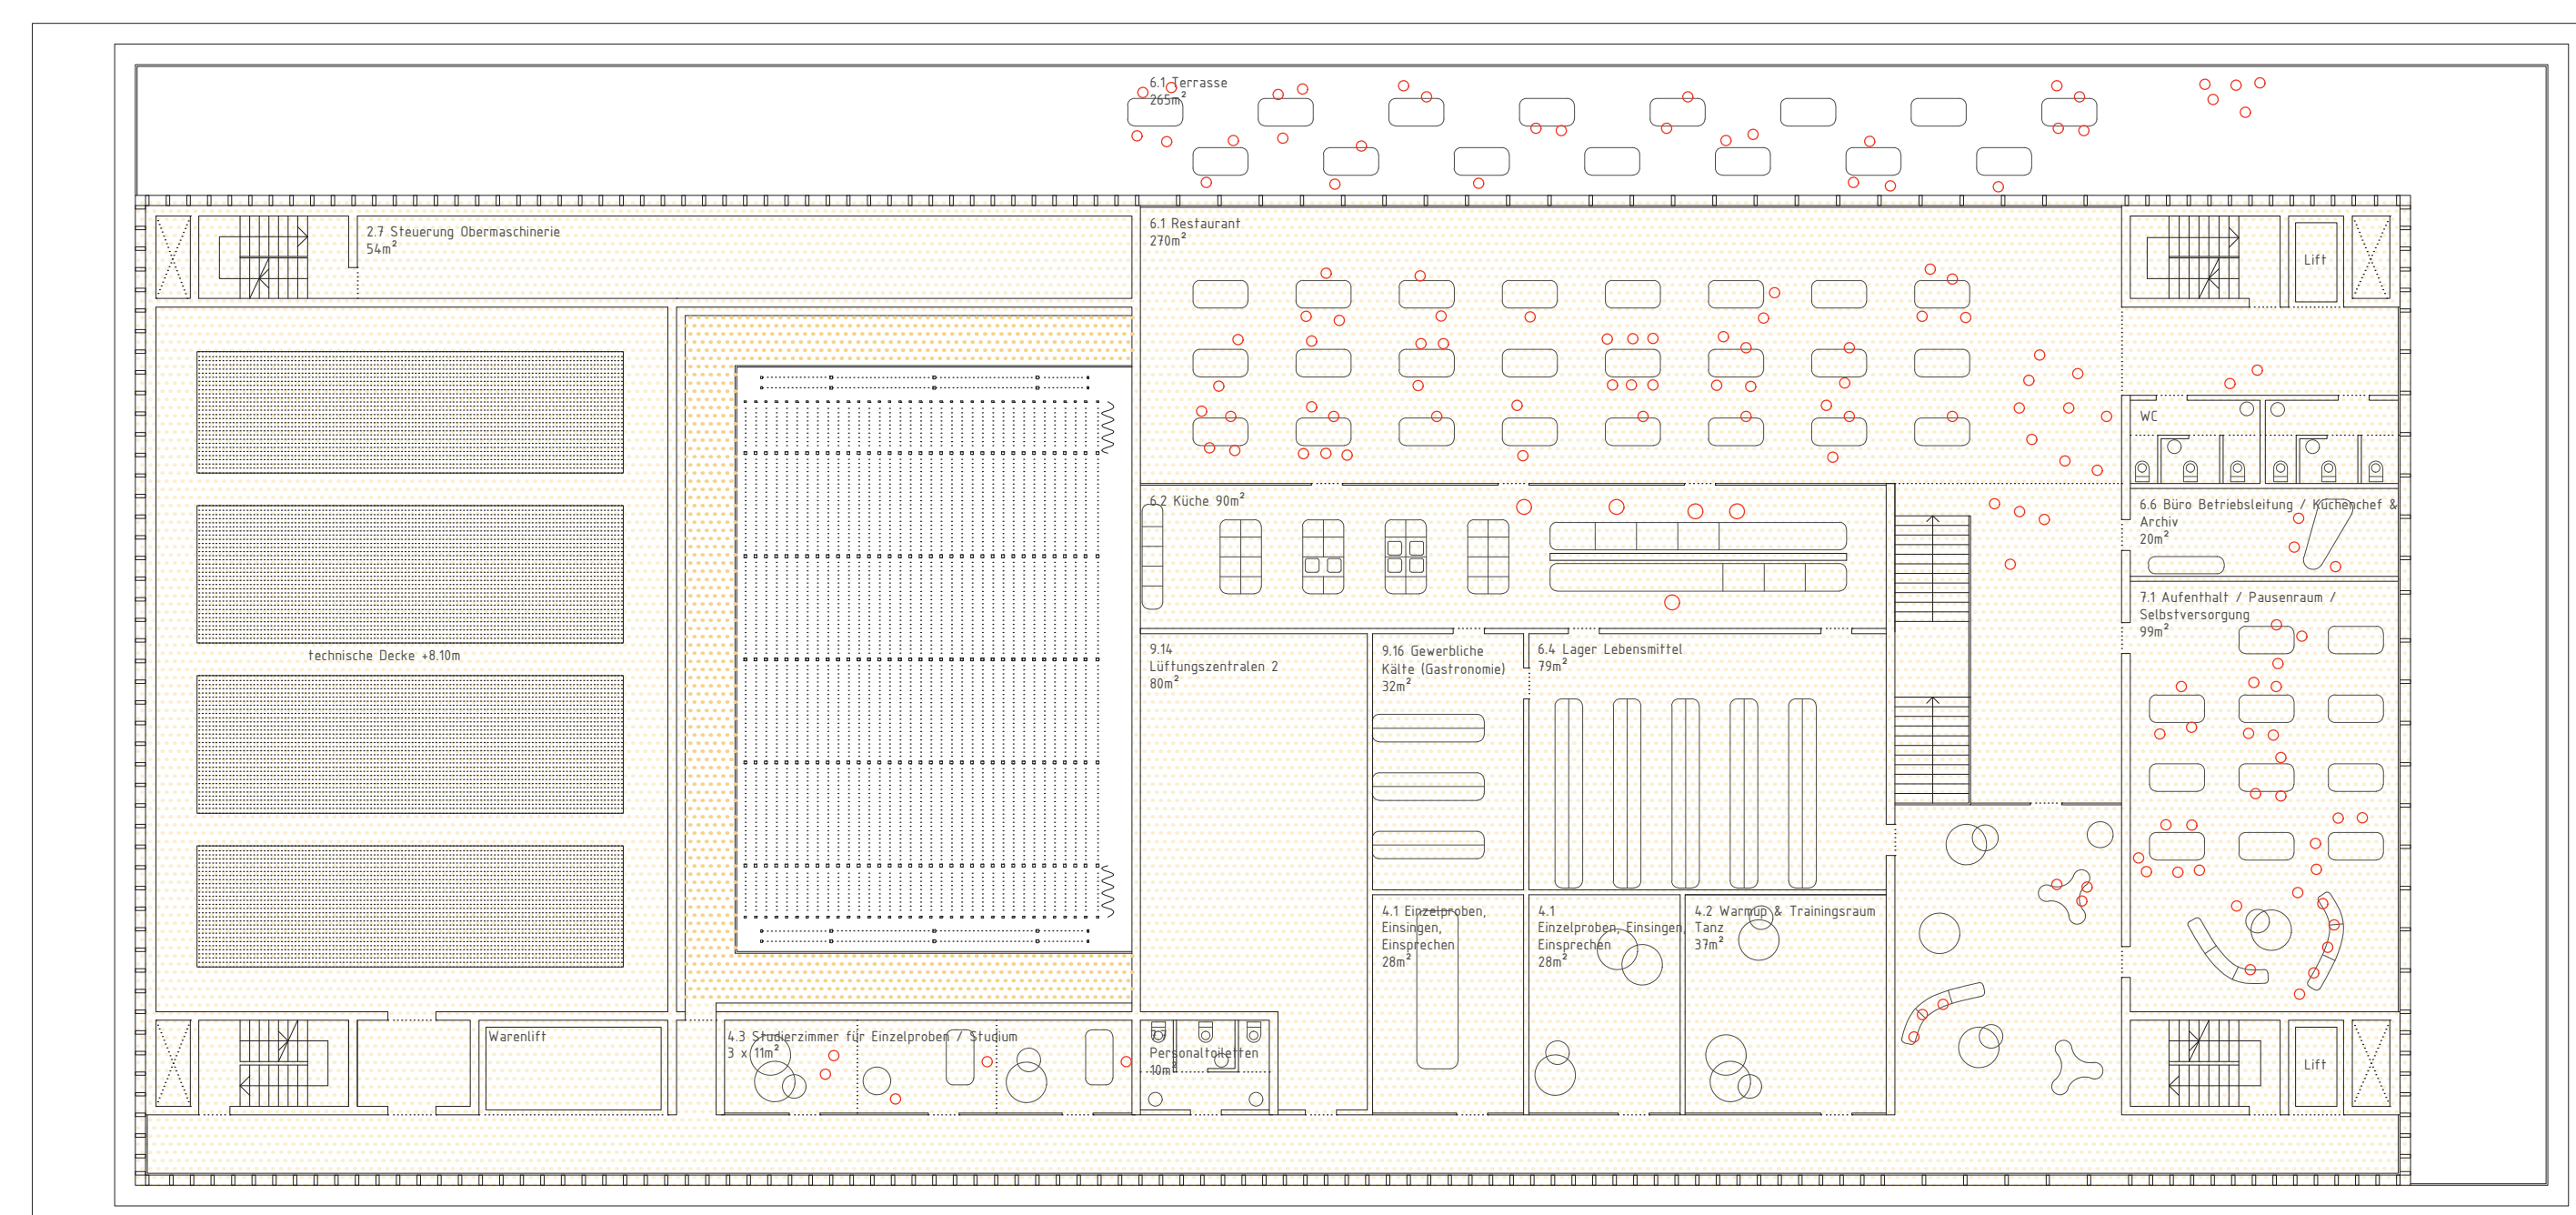 6.1 Terrasse
265m²
2.7 Steuerung Obermaschinerie
54m²
6.1 Restaurant
270m²
Lift
WC
6.2 Küche 90m²
6.6 Büro Betriebsleitung / Küchenchef &
Archiv
20m²
7.1 Aufenthalt / Pausenraum /
Selbstversorgung
99m²
technische Decke +8.10m
9.14
Lüftungszentralen 2
80m²
9.16 Gewerbliche
Kälte (Gastronomie)
32m²
6.4 Lager Lebensmittel
79m²
4.1 Einzelproben,
Einsingen,
Einsprechen
28m²
4.1
Einzelproben, Einsingen,
Einsprechen
28m²
4.2 Warmup & Trainingsraum
Tanz
37m²
Warenlift
4.3 Studierzimmer für Einzelproben / Studium
3 x 11m²
Personaltoiletten
10m²
Lift